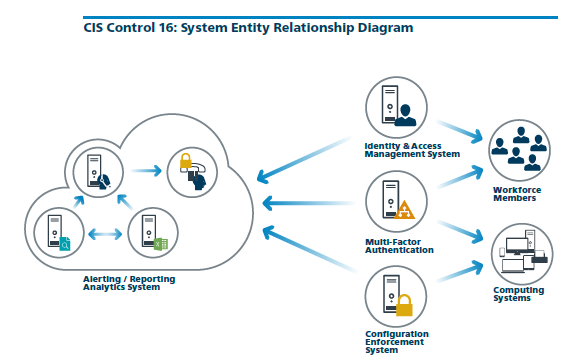 CIS Control 16: System Entity Relationship Diagram
Identity & Access
Management System
Workforce
Members
Multi-Factor
Authentication
Alerting / Reporting
Analytics System
Computing
Systems
Configuration
Enforcement
System